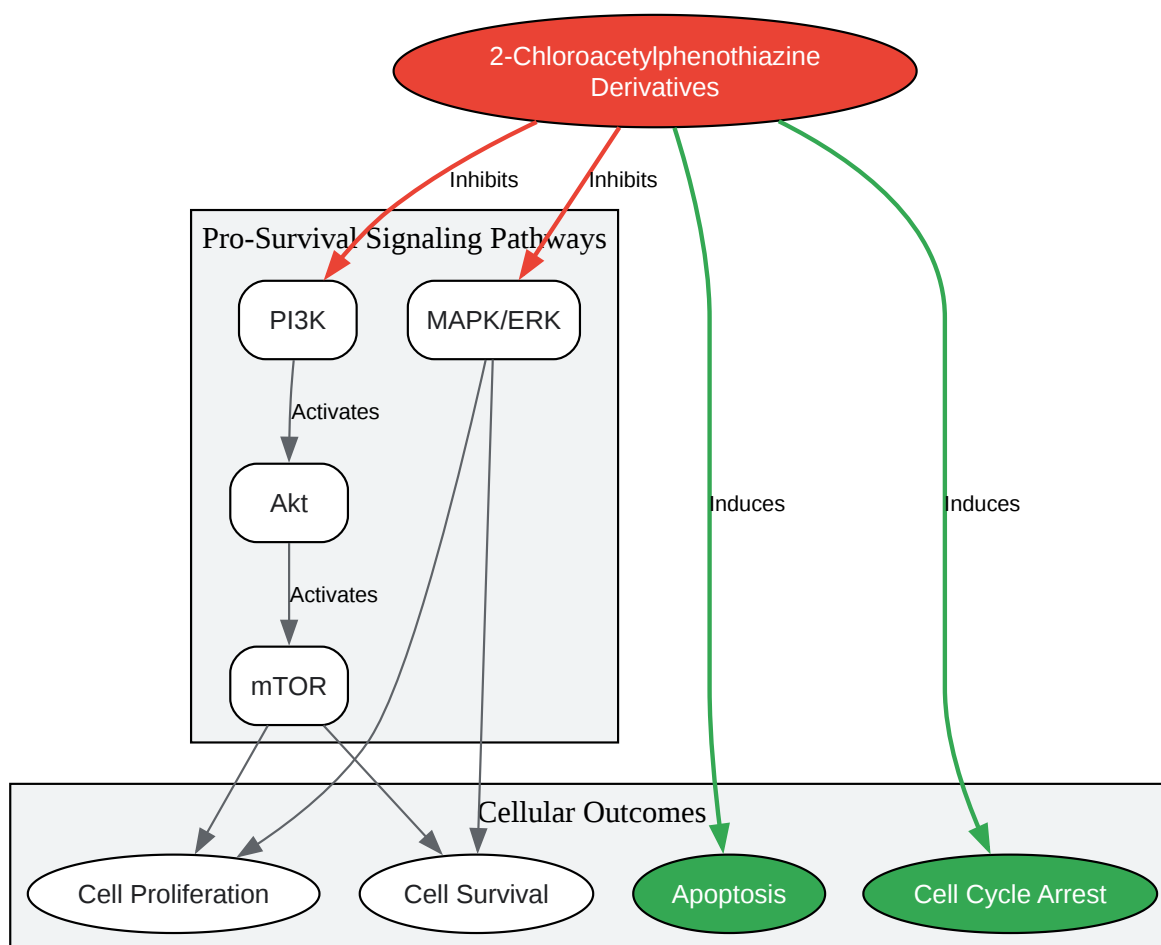 2-Chloroacetylphenothiazine
Derivatives
Inhibits
Inhibits
Pro-Survival Signaling Pathways
PI3K
MAPK/ERK
Activates
Akt
Induces
Induces
Activates
mTOR
Cellular Outcomes
Cell Proliferation
Cell Survival
Apoptosis
Cell Cycle Arrest